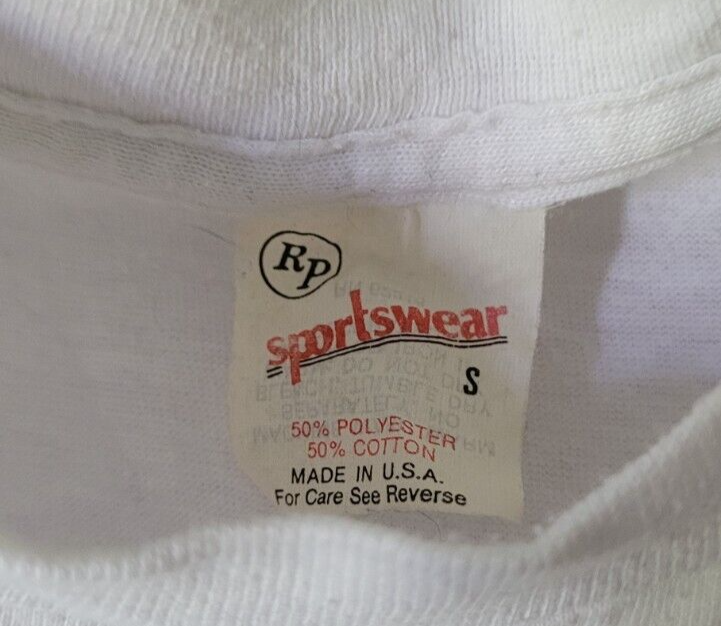 RP
sportswear
S
50% POLYESTER
50% COTTON
MADE IN U.S.A.
For Care See Reverse